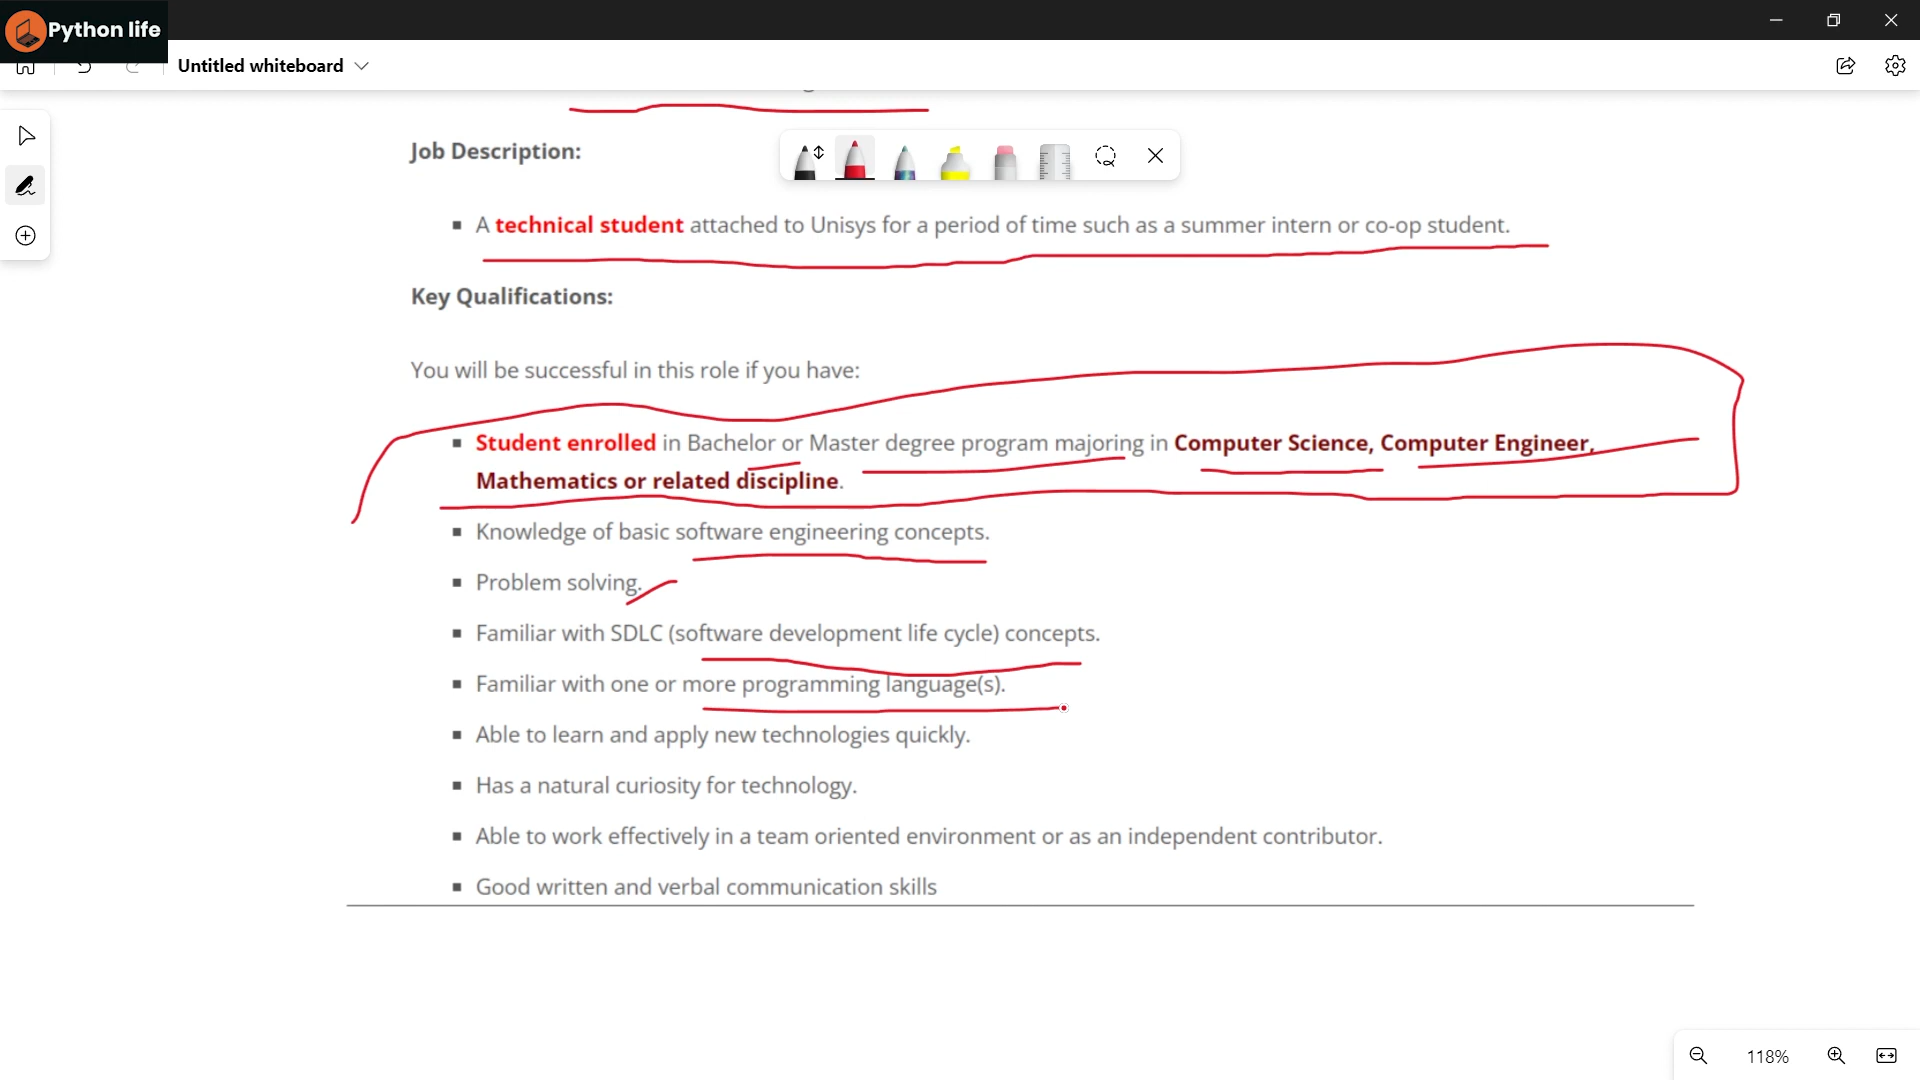 Python life
Untitled whiteboard
Job Description:
▪ A technical student attached to Unisys for a period of time such as a summer intern or co-op student.
Key Qualifications:
You will be successful in this role if you have:
▪ Student enrolled in Bachelor or Master degree program majoring in Computer Science, Computer Engineer,
Mathematics or related discipline.
▪ Knowledge of basic software engineering concepts.
▪ Problem solving.
▪ Familiar with SDLC (software development life cycle) concepts.
▪ Familiar with one or more programming language(s).
▪ Able to learn and apply new technologies quickly.
▪ Has a natural curiosity for technology.
▪ Able to work effectively in a team oriented environment or as an independent contributor.
▪ Good written and verbal communication skills
118%